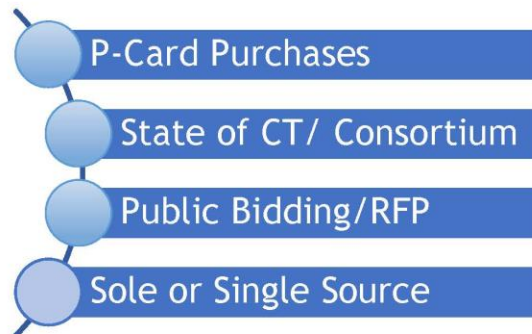 P-Card Purchases
State of CT/ Consortium
Public Bidding/RFP
Sole or Single Source